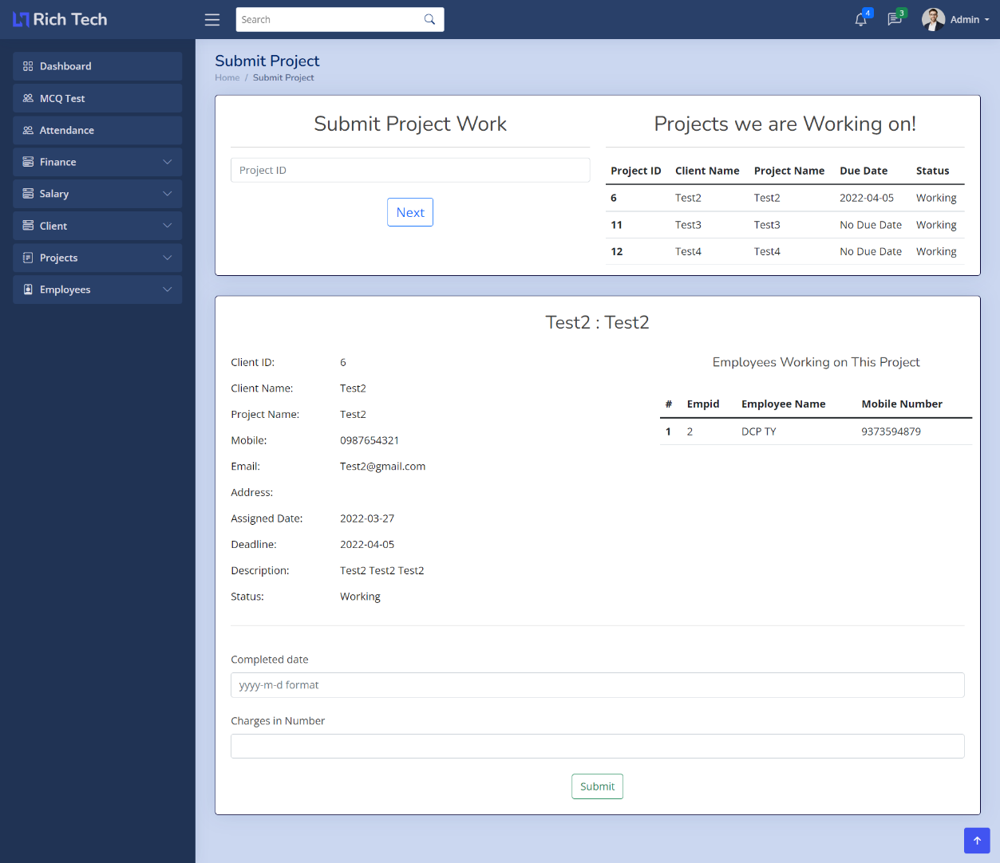 Rich Tech
Search
4
3
Admin
Dashboard
MCQ Test
Attendance
Finance
Salary
Client
Projects
Employees
Submit Project
Home / Submit Project
Submit Project Work
Project ID
Next
Projects we are Working on!
Project ID Client Name Project Name Due Date Status
6 Test2 Test2 2022-04-05 Working
11 Test3 Test3 No Due Date Working
12 Test4 Test4 No Due Date Working
Test2 : Test2
Client ID: 6
Client Name: Test2
Project Name: Test2
Mobile: 0987654321
Email: Test2@gmail.com
Address:
Assigned Date: 2022-03-27
Deadline: 2022-04-05
Description: Test2 Test2 Test2
Status: Working
Employees Working on This Project
# Empid Employee Name Mobile Number
1 2 DCP TY 9373594879
Completed date
yyyy-m-d format
Charges in Number
Submit